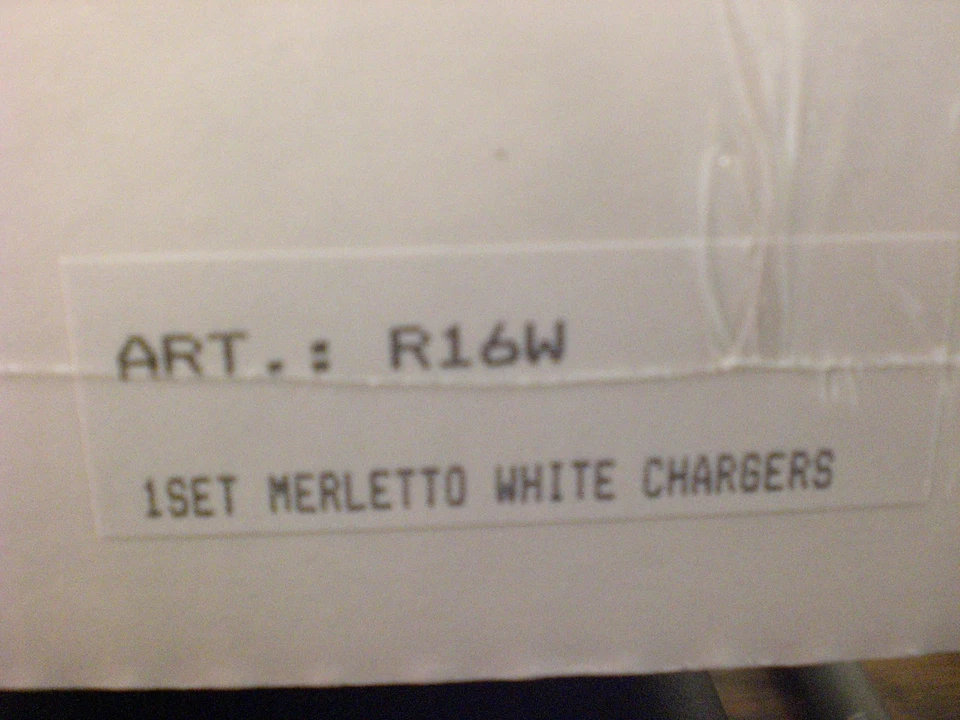 ART.: R16W
1SET MERLETTO WHITE CHARGERS